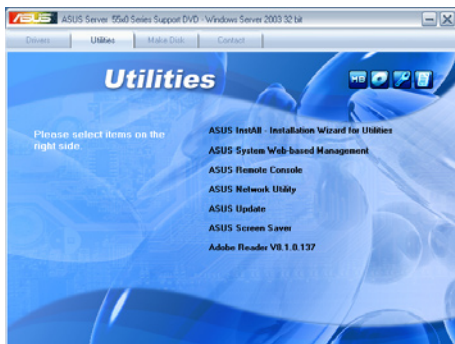 ASUS ASUS Server 55x0 Series Support DVD - Windows Server 2003 32 bit
Drivers Utilities Make Disk Contact
Utilities
MB
Please select items on the
right side.
ASUS InstAll - Installation Wizard for Utilities
ASUS System Web-based Management
ASUS Remote Console
ASUS Network Utility
ASUS Update
ASUS Screen Saver
Adobe Reader V8.1.0.137